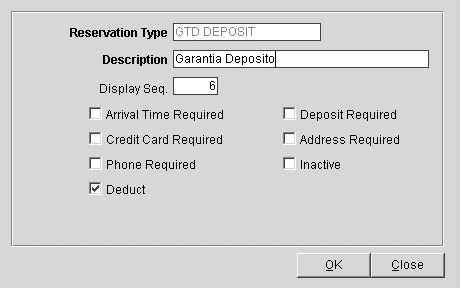 Reservation Type GTD DEPOSIT
Description Garantia Deposito
Display Seq. 6
Arrival Time Required Deposit Required
Credit Card Required Address Required
Phone Required Inactive
Deduct
OK Close